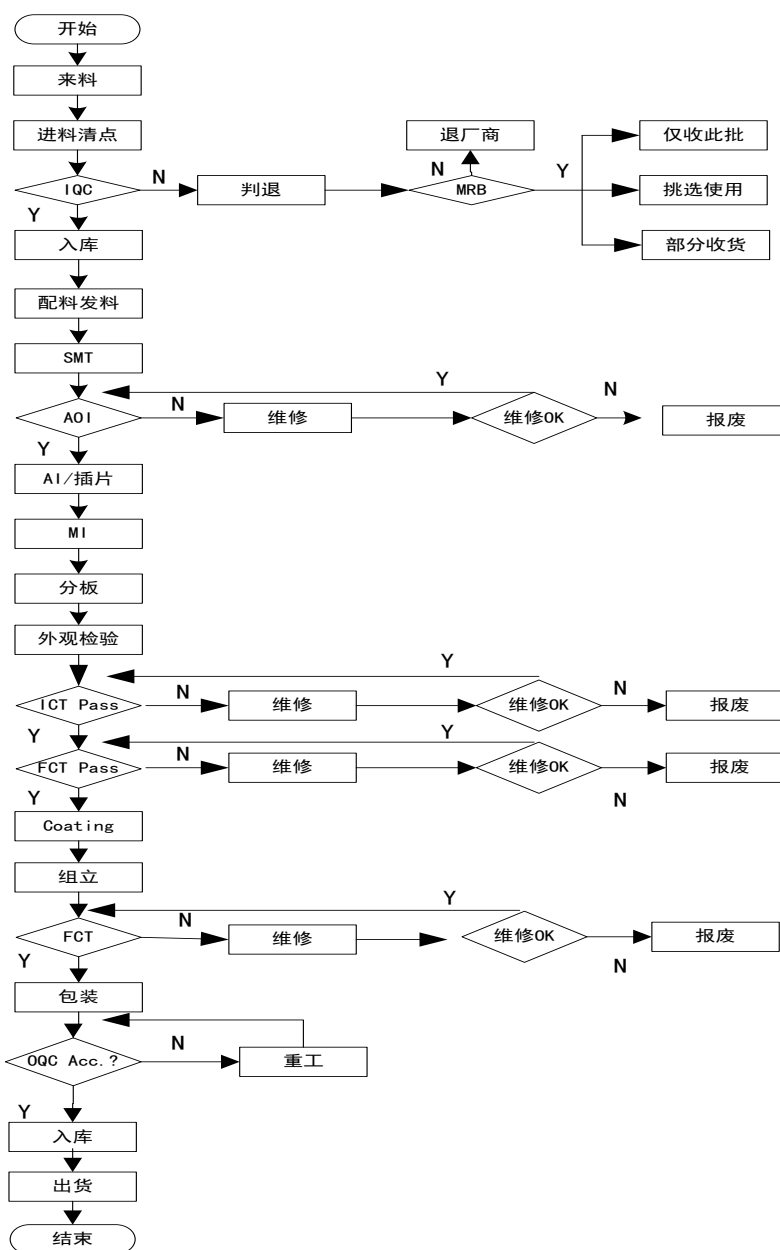 开始
来料
进料清点
退厂商
仅收此批
N
N
Y
IQC
判退
MRB
挑选使用
Y
入库
部分收货
配料发料
SMT
Y
N
N
AOI
维修
维修OK
报废
Y
AI/插片
MI
分板
外观检验
Y
N
N
ICT Pass
维修
维修OK
报废
Y
Y
N
FCT Pass
维修
维修OK
报废
Y
N
Coating
组立
Y
N
FCT
维修
维修OK
报废
Y
N
包装
N
OQC Acc.?
重工
Y
入库
出货
结束